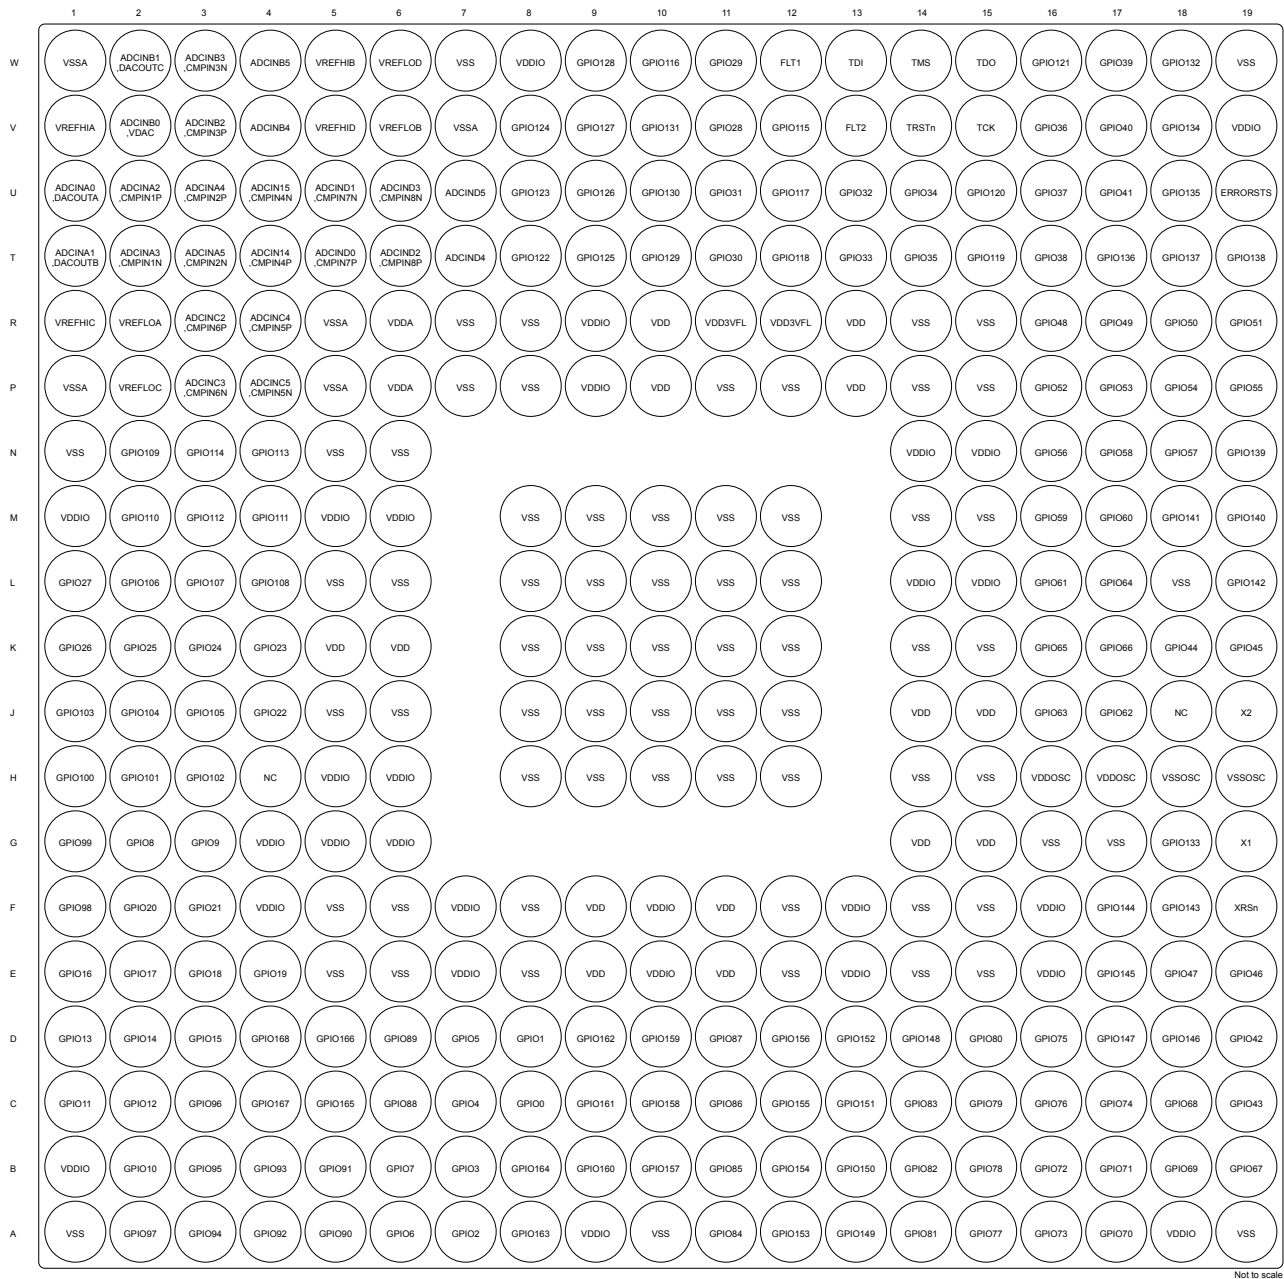 1 2 3 4 5 6 7 8 9 10 11 12 13 14 15 16 17 18 19
W VSSA ADCINB1 ,DACOUTC ADCINB3 ,CMPIN3N ADCINB5 VREFHIB VREFLOD VSS VDDIO GPIO128 GPIO116 GPIO29 FLT1 TDI TMS TDO GPIO121 GPIO39 GPIO132 VSS
V VREFHIA ADCINB0 ,VDAC ADCINB2 ,CMPIN3P ADCINB4 VREFHID VREFLOB VSSA GPIO124 GPIO127 GPIO131 GPIO28 GPIO115 FLT2 TRSTn TCK GPIO36 GPIO40 GPIO134 VDDIO
U ADCINA0 ,DACOUTA ADCINA2 ,CMPIN1P ADCINA4 ,CMPIN2P ADCIN15 ,CMPIN4N ADCIND1 ,CMPIN7N ADCIND3 ,CMPIN8N ADCIND5 GPIO123 GPIO126 GPIO130 GPIO31 GPIO117 GPIO32 GPIO34 GPIO120 GPIO37 GPIO41 GPIO135 ERRORSTS
T ADCINA1 ,DACOUTB ADCINA3 ,CMPIN1N ADCINA5 ,CMPIN2N ADCIN14 ,CMPIN4P ADCIND0 ,CMPIN7P ADCIND2 ,CMPIN8P ADCIND4 GPIO122 GPIO125 GPIO129 GPIO30 GPIO118 GPIO33 GPIO35 GPIO119 GPIO38 GPIO136 GPIO137 GPIO138
R VREFHIC VREFLOA ADCINC2 ,CMPIN6P ADCINC4 ,CMPIN5P VSSA VDDA VSS VSS VDDIO VDD VDD3VFL VDD3VFL VDD VSS VSS GPIO48 GPIO49 GPIO50 GPIO51
P VSSA VREFLOC ADCINC3 ,CMPIN6N ADCINC5 ,CMPIN5N VSSA VDDA VSS VSS VDDIO VDD VSS VSS VDD VSS VSS GPIO52 GPIO53 GPIO54 GPIO55
N VSS GPIO109 GPIO114 GPIO113 VSS VSS VDDIO VDDIO GPIO56 GPIO58 GPIO57 GPIO139
M VDDIO GPIO110 GPIO112 GPIO111 VDDIO VDDIO VSS VSS VSS VSS VSS VSS VSS GPIO59 GPIO60 GPIO141 GPIO140
L GPIO27 GPIO106 GPIO107 GPIO108 VSS VSS VSS VSS VSS VSS VSS VDDIO VDDIO GPIO61 GPIO64 VSS GPIO142
K GPIO26 GPIO25 GPIO24 GPIO23 VDD VDD VSS VSS VSS VSS VSS VSS VSS GPIO65 GPIO66 GPIO44 GPIO45
J GPIO103 GPIO104 GPIO105 GPIO22 VSS VSS VSS VSS VSS VSS VSS VDD VDD GPIO63 GPIO62 NC X2
H GPIO100 GPIO101 GPIO102 NC VDDIO VDDIO VSS VSS VSS VSS VSS VSS VSS VDDOSC VDDOSC VSSOSC VSSOSC
G GPIO99 GPIO8 GPIO9 VDDIO VDDIO VDDIO VDD VDD VSS VSS GPIO133 X1
F GPIO98 GPIO20 GPIO21 VDDIO VSS VSS VDDIO VSS VDD VDDIO VDD VSS VDDIO VSS VSS VDDIO GPIO144 GPIO143 XRSn
E GPIO16 GPIO17 GPIO18 GPIO19 VSS VSS VDDIO VSS VDD VDDIO VDD VSS VDDIO VSS VSS VDDIO GPIO145 GPIO47 GPIO46
D GPIO13 GPIO14 GPIO15 GPIO168 GPIO166 GPIO89 GPIO5 GPIO1 GPIO162 GPIO159 GPIO87 GPIO156 GPIO152 GPIO148 GPIO80 GPIO75 GPIO147 GPIO146 GPIO42
C GPIO11 GPIO12 GPIO96 GPIO167 GPIO165 GPIO88 GPIO4 GPIO0 GPIO161 GPIO158 GPIO86 GPIO155 GPIO151 GPIO83 GPIO79 GPIO76 GPIO74 GPIO68 GPIO43
B VDDIO GPIO10 GPIO95 GPIO93 GPIO91 GPIO7 GPIO3 GPIO164 GPIO160 GPIO157 GPIO85 GPIO154 GPIO150 GPIO82 GPIO78 GPIO72 GPIO71 GPIO69 GPIO67
A VSS GPIO97 GPIO94 GPIO92 GPIO90 GPIO6 GPIO2 GPIO163 VDDIO VSS GPIO84 GPIO153 GPIO149 GPIO81 GPIO77 GPIO73 GPIO70 VDDIO VSS
Not to scale